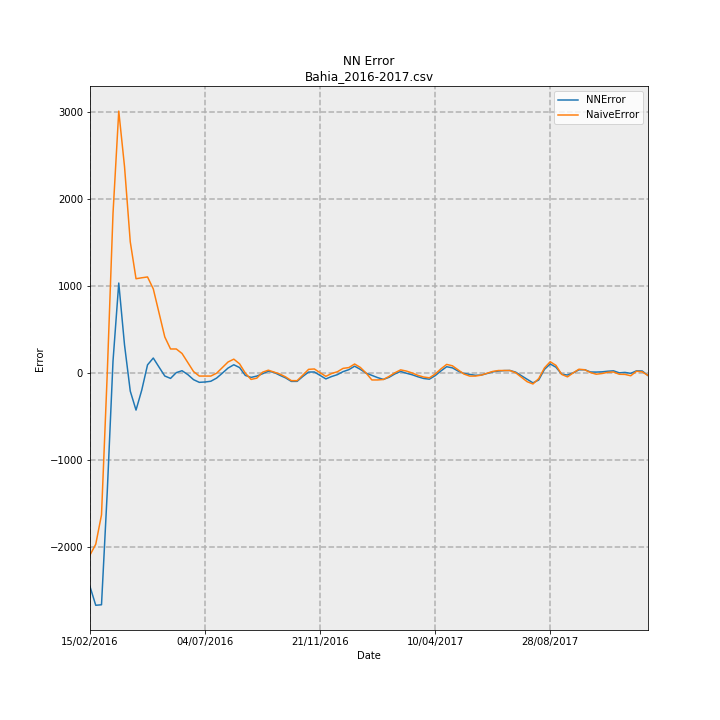 NN Error
Bahia_2016-2017.csv
NNError
NaiveError
3000
2000
1000
0
−1000
−2000
Error
15/02/2016
04/07/2016
21/11/2016
10/04/2017
28/08/2017
Date